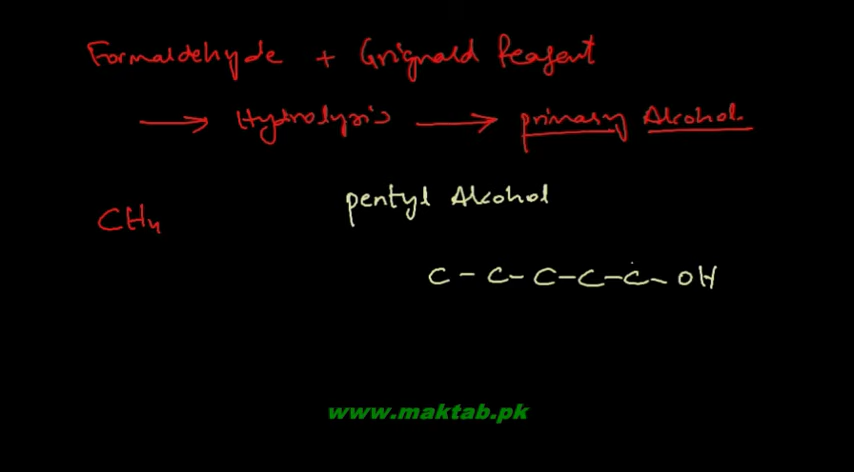 Formaldehyde + Grignard Reagent
⟶ Hydrolysis ⟶ primary Alcohol.
pentyl Alcohol
CH4
C - C - C - C - C - OH
www.maktab.pk